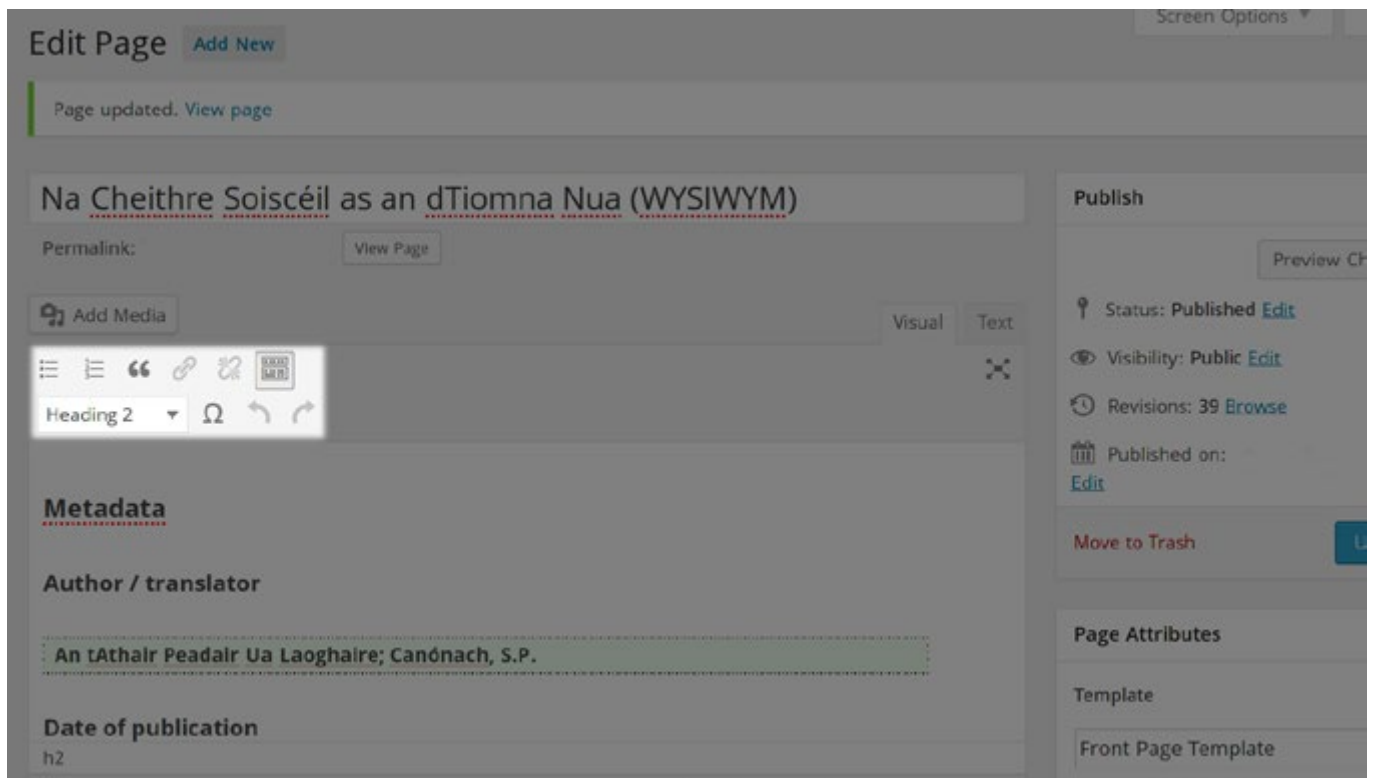 Screen Options
Edit Page Add New
Page updated. View page
Na Cheithre Soiscéil as an dTiomna Nua (WYSIWYM)
Permalink: View Page
Add Media
Visual Text
Heading 2 Ω
Metadata
Author / translator
An tAthair Peadair Ua Laoghaire; Canónach, S.P.
Date of publication
h2
Publish
Preview Ch
Status: Published Edit
Visibility: Public Edit
Revisions: 39 Browse
Published on:
Edit
Move to Trash
Page Attributes
Template
Front Page Template